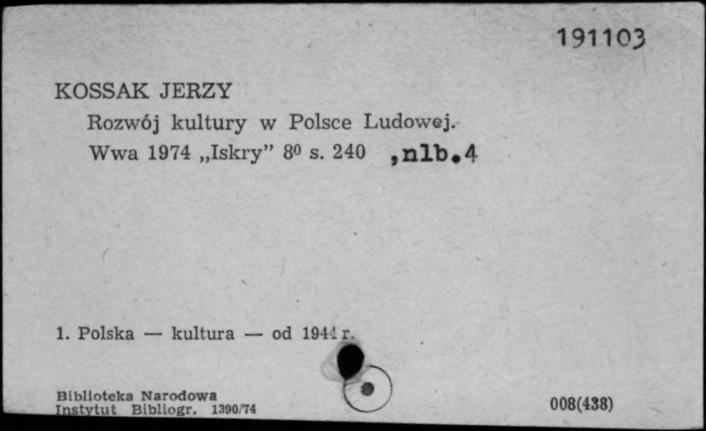 191103
KOSSAK JERZY
Rozwój kultury w Polsce Ludowej.
Wwa 1974 „Iskry” 8⁰ s. 240 ,nlb.4
1. Polska — kultura — od 1944 r.
Biblioteka Narodowa
Instytut Bibliogr. 1390/74
008(438)